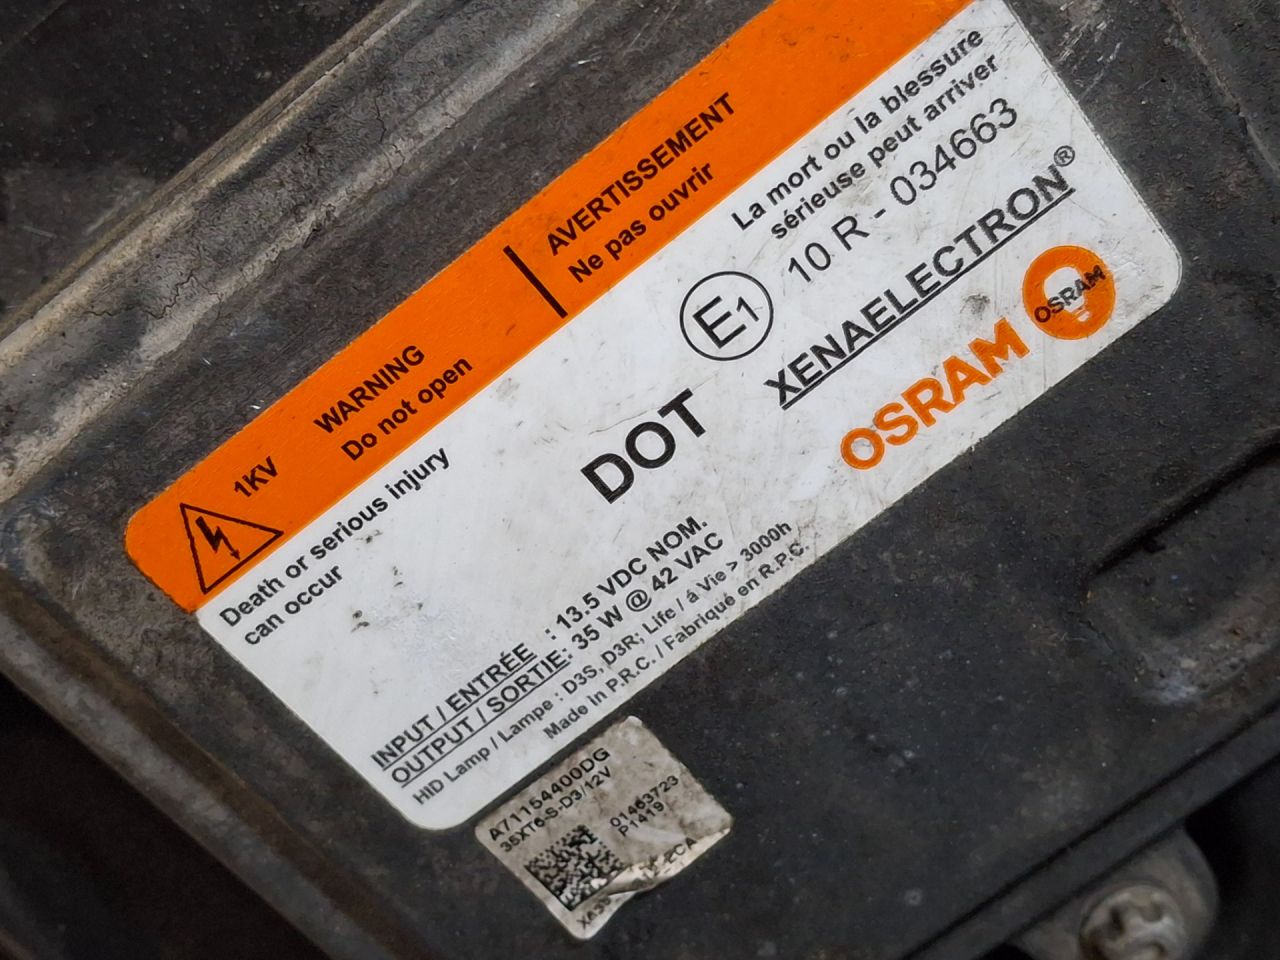 1KV
WARNING
Do not open
AVERTISSEMENT
Ne pas ouvrir
Death or serious injury
can occur
La mort ou la blessure
sérieuse peut arriver
E1
10 R - 034663
DOT
XENAELECTRON®
OSRAM
OSRAM
INPUT / ENTRÉE : 13.5 VDC NOM.
OUTPUT / SORTIE: 35 W @ 42 VAC
HID Lamp / Lampe : D3S, D3R; Life / à Vie > 3000h
Made in P.R.C. / Fabriqué en R.P.C.
A71154400DG
35XT6-S-D3/12V
01463723
P1419